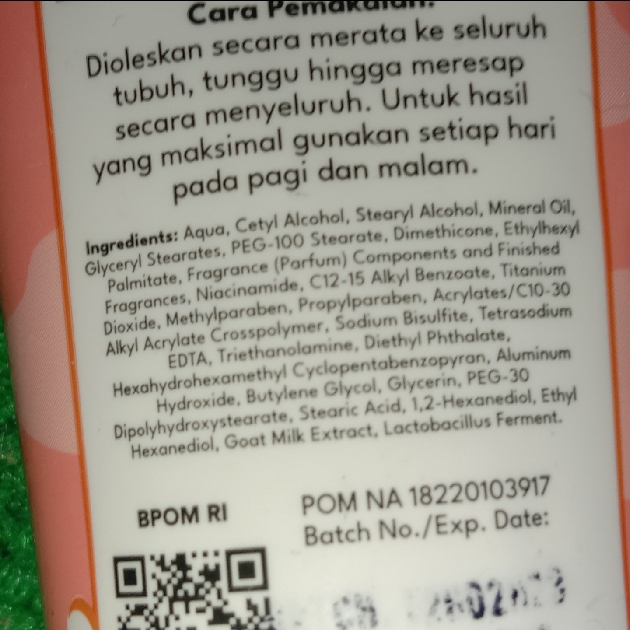 Cara Pemakaian:
Dioleskan secara merata ke seluruh
tubuh, tunggu hingga meresap
secara menyeluruh. Untuk hasil
yang maksimal gunakan setiap hari
pada pagi dan malam.
Ingredients: Aqua, Cetyl Alcohol, Stearyl Alcohol, Mineral Oil,
Glyceryl Stearates, PEG-100 Stearate, Dimethicone, Ethylhexyl
Palmitate, Fragrance (Parfum) Components and Finished
Fragrances, Niacinamide, C12-15 Alkyl Benzoate, Titanium
Dioxide, Methylparaben, Propylparaben, Acrylates/C10-30
Alkyl Acrylate Crosspolymer, Sodium Bisulfite, Tetrasodium
EDTA, Triethanolamine, Diethyl Phthalate,
Hexahydrohexamethyl Cyclopentabenzopyran, Aluminum
Hydroxide, Butylene Glycol, Glycerin, PEG-30
Dipolyhydroxystearate, Stearic Acid, 1,2-Hexanediol, Ethyl
Hexanediol, Goat Milk Extract, Lactobacillus Ferment.
BPOM RI
POM NA 18220103917
Batch No./Exp. Date: